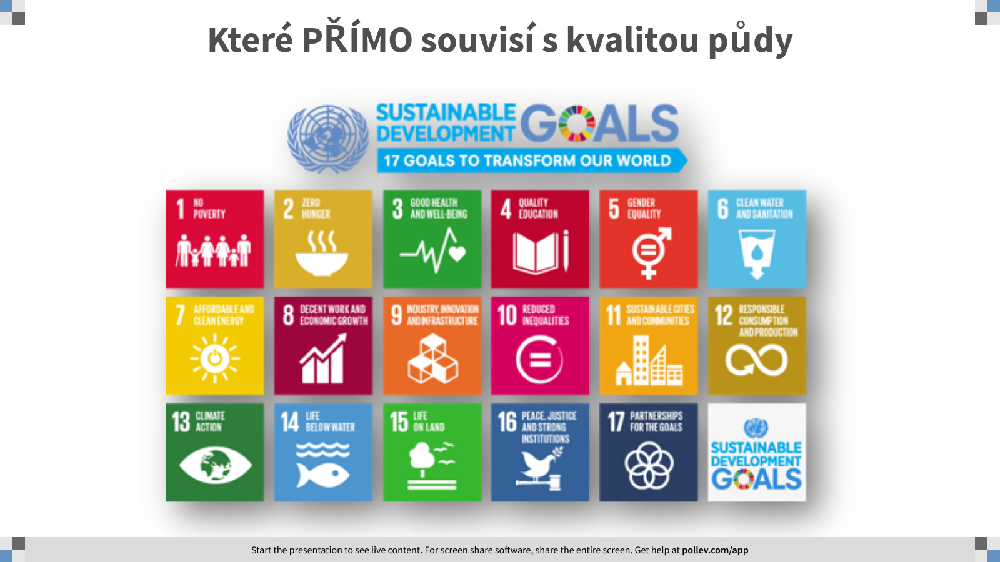 Které PŘÍMO souvisí s kvalitou půdy
SUSTAINABLE
DEVELOPMENT
GOALS
17 GOALS TO TRANSFORM OUR WORLD
1 NO
POVERTY
2 ZERO
HUNGER
3 GOOD HEALTH
AND WELL-BEING
4 QUALITY
EDUCATION
5 GENDER
EQUALITY
6 CLEAN WATER
AND SANITATION
7 AFFORDABLE AND
CLEAN ENERGY
8 DECENT WORK AND
ECONOMIC GROWTH
9 INDUSTRY, INNOVATION
AND INFRASTRUCTURE
10 REDUCED
INEQUALITIES
11 SUSTAINABLE CITIES
AND COMMUNITIES
12 RESPONSIBLE
CONSUMPTION
AND PRODUCTION
13 CLIMATE
ACTION
14 LIFE
BELOW WATER
15 LIFE
ON LAND
16 PEACE, JUSTICE
AND STRONG
INSTITUTIONS
17 PARTNERSHIPS
FOR THE GOALS
SUSTAINABLE
DEVELOPMENT
GOALS
Start the presentation to see live content. For screen share software, share the entire screen. Get help at pollev.com/app